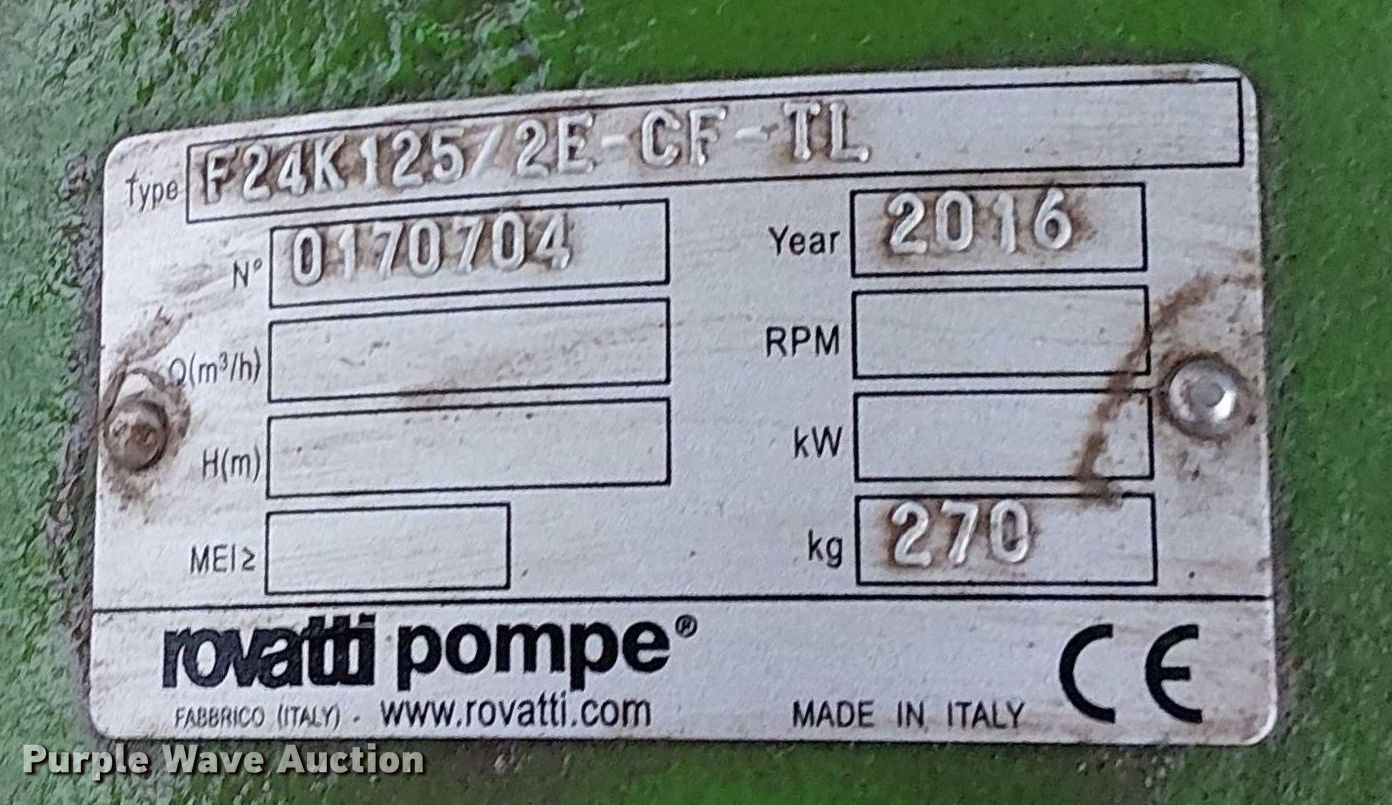 Type F24K125/2E-CF-TL
N° 0170704 Year 2016
Q(m³/h) RPM
H(m) kW
MEI≥ kg 270
rovatti pompe®
FABBRICO (ITALY) - www.rovatti.com MADE IN ITALY CE
Purple Wave Auction